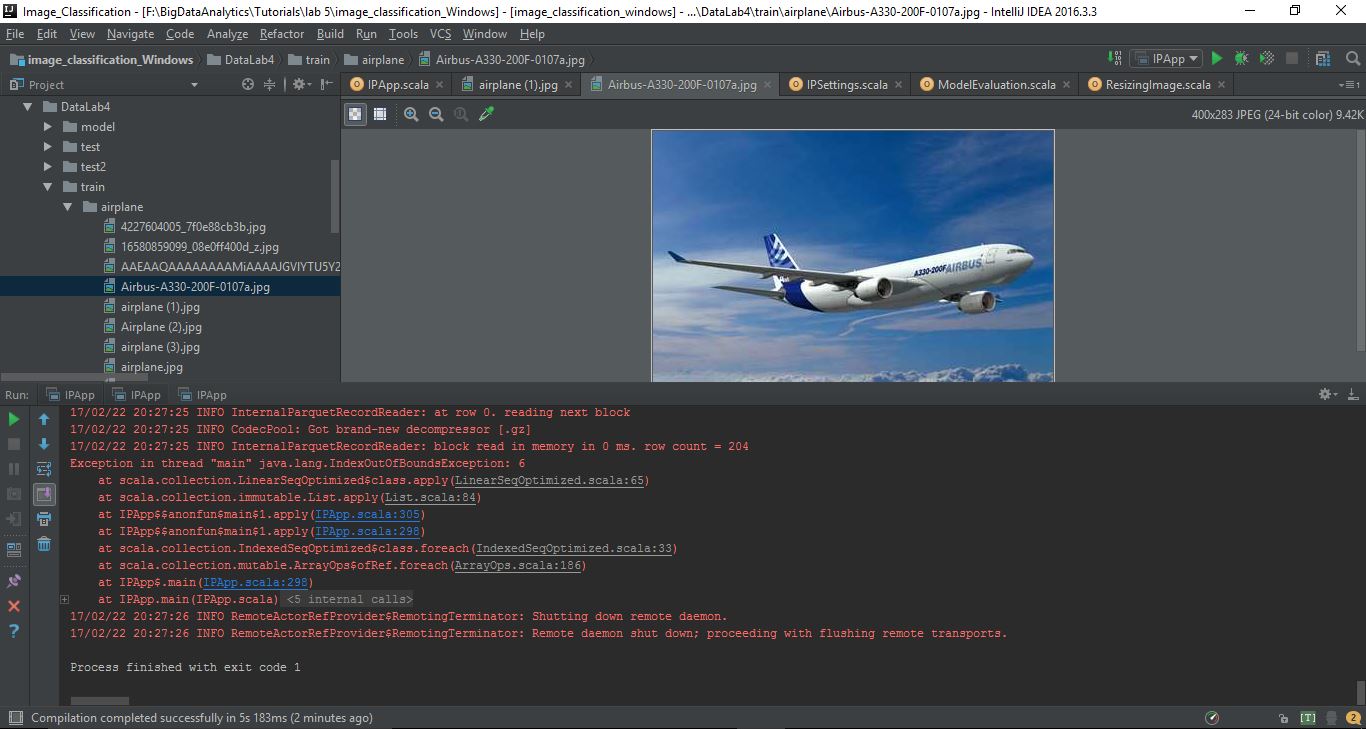 Image_Classification - [F:\BigDataAnalytics\Tutorials\lab 5\image_classification_Windows] - [image_classification_windows] - ...\DataLab4\train\airplane\Airbus-A330-200F-0107a.jpg - IntelliJ IDEA 2016.3.3
File Edit View Navigate Code Analyze Refactor Build Run Tools VCS Window Help
image_classification_Windows DataLab4 train airplane Airbus-A330-200F-0107a.jpg IPApp
Project IPApp.scala airplane (1).jpg Airbus-A330-200F-0107a.jpg IPSettings.scala ModelEvaluation.scala ResizingImage.scala
400x283 JPEG (24-bit color) 9.42K
DataLab4
model
test
test2
train
airplane
4227604005_7f0e88cb3b.jpg
16580859099_08e0ff400d_z.jpg
AAEAAQAAAAAAAAMiAAAAJGVIYTU5Y2
Airbus-A330-200F-0107a.jpg
airplane (1).jpg
Airplane (2).jpg
airplane (3).jpg
airplane.jpg
A330-200F AIRBUS
Run: IPApp IPApp IPApp
17/02/22 20:27:25 INFO InternalParquetRecordReader: at row 0. reading next block
17/02/22 20:27:25 INFO CodecPool: Got brand-new decompressor [.gz]
17/02/22 20:27:25 INFO InternalParquetRecordReader: block read in memory in 0 ms. row count = 204
Exception in thread "main" java.lang.IndexOutOfBoundsException: 6
at scala.collection.LinearSeqOptimized$class.apply(LinearSeqOptimized.scala:65)
at scala.collection.immutable.List.apply(List.scala:84)
at IPApp$$anonfun$main$1.apply(IPApp.scala:305)
at IPApp$$anonfun$main$1.apply(IPApp.scala:298)
at scala.collection.IndexedSeqOptimized$class.foreach(IndexedSeqOptimized.scala:33)
at scala.collection.mutable.ArrayOps$ofRef.foreach(ArrayOps.scala:186)
at IPApp$.main(IPApp.scala:298)
at IPApp.main(IPApp.scala) <5 internal calls>
17/02/22 20:27:26 INFO RemoteActorRefProvider$RemotingTerminator: Shutting down remote daemon.
17/02/22 20:27:26 INFO RemoteActorRefProvider$RemotingTerminator: Remote daemon shut down; proceeding with flushing remote transports.
Process finished with exit code 1
Compilation completed successfully in 5s 183ms (2 minutes ago) [T] 2